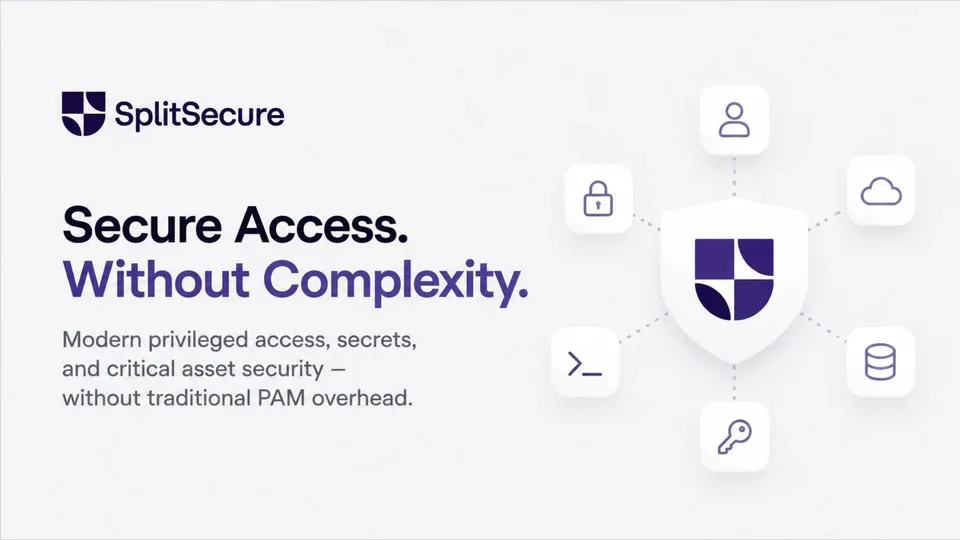 SplitSecure
Secure Access.
Without Complexity.
Modern privileged access, secrets,
and critical asset security —
without traditional PAM overhead.